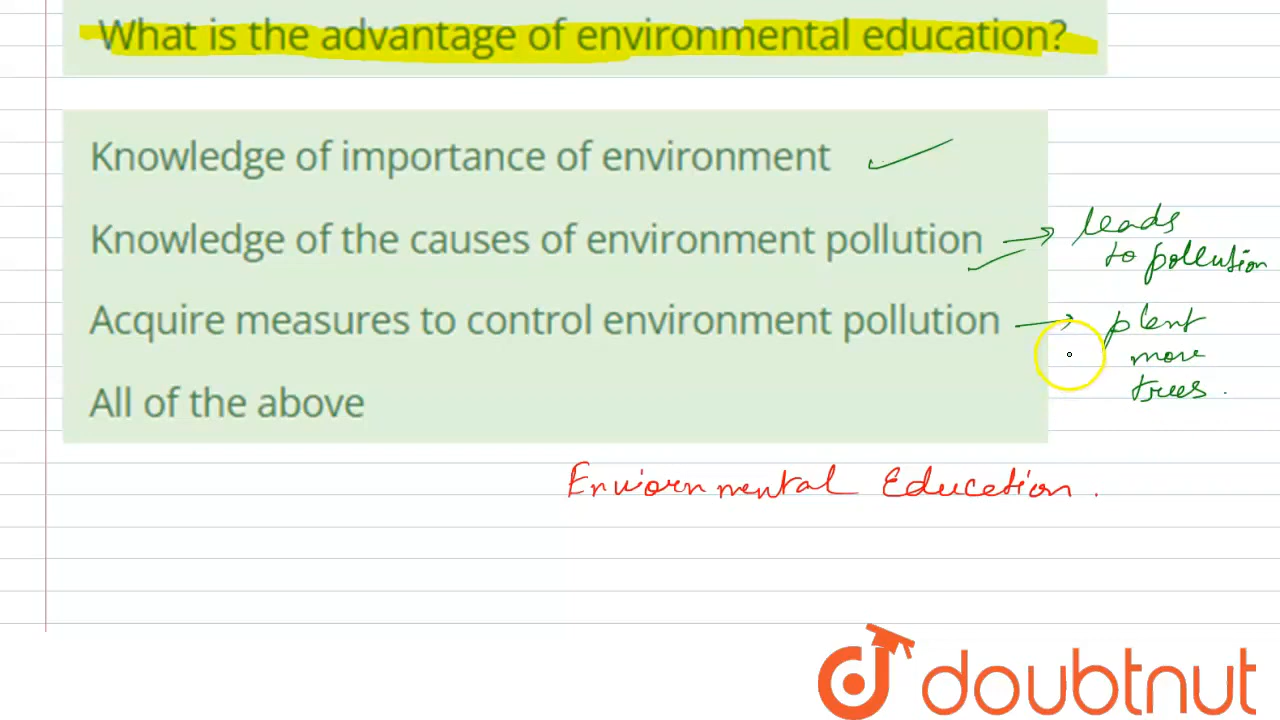 What is the advantage of environmental education?
Knowledge of importance of environment
Knowledge of the causes of environment pollution
leads
to pollution
Acquire measures to control environment pollution
plant
more
trees.
All of the above
Enviornmental Education.
doubtnut